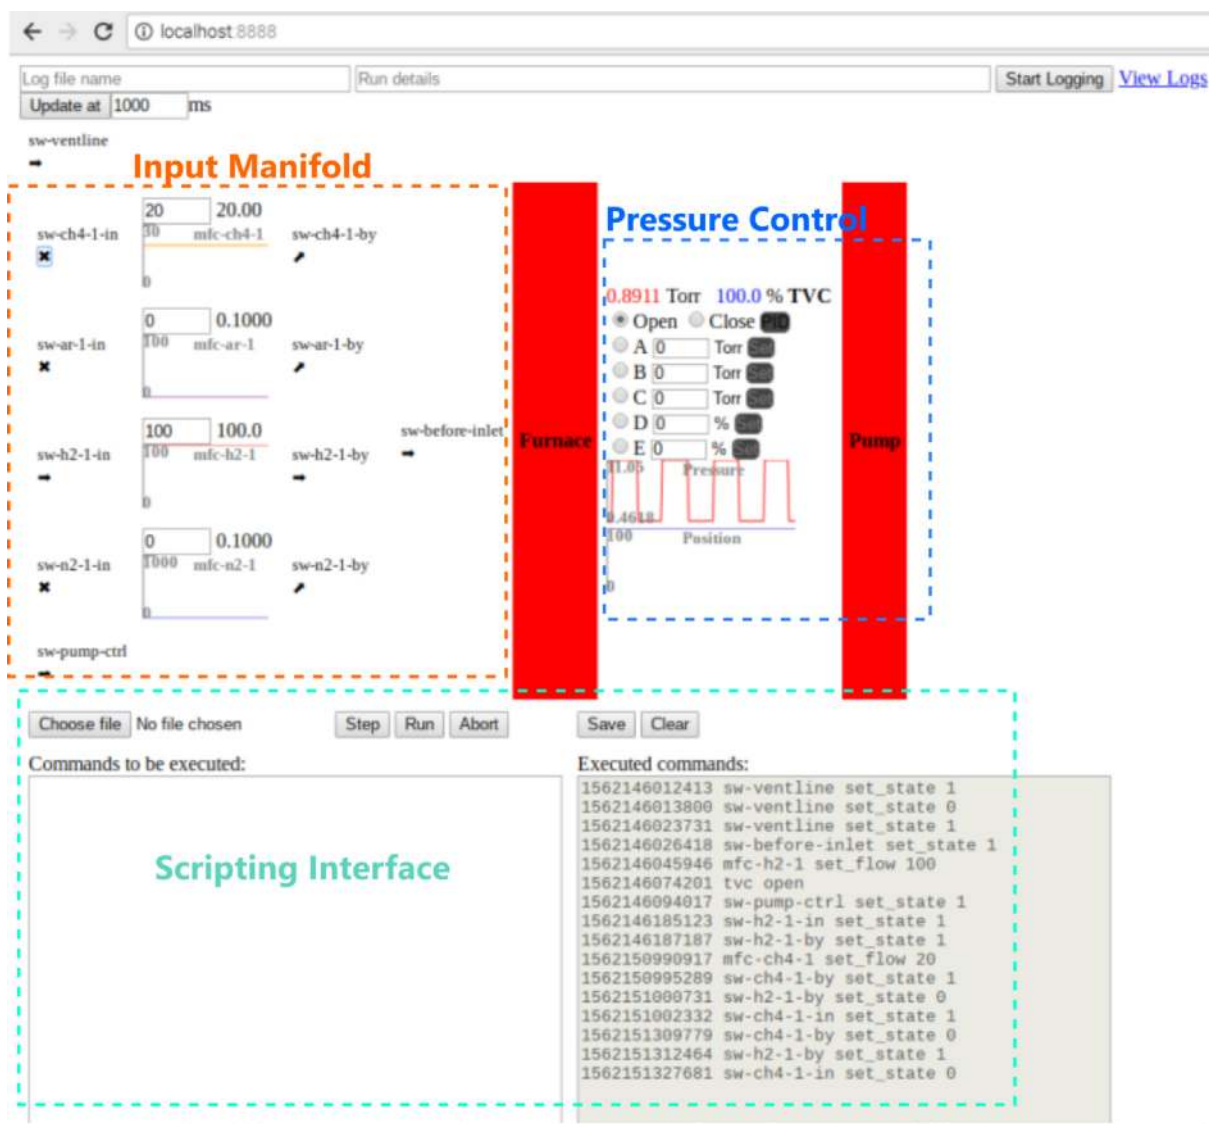 localhost:8888
Log file name Run details Start Logging View Logs
Update at 1000 ms
sw-ventline
Input Manifold
Pressure Control
20 20.00
sw-ch4-1-in 30 mfc-ch4-1 sw-ch4-1-by
0
0.8911 Torr 100.0 % TVC
Open Close PID
A 0 Torr Set
B 0 Torr Set
C 0 Torr Set
D 0 % Set
E 0 % Set
11.05 Pressure
0.4618
100 Position
0
0 0.1000
sw-ar-1-in 100 mfc-ar-1 sw-ar-1-by
0
100 100.0
sw-h2-1-in 100 mfc-h2-1 sw-h2-1-by sw-before-inlet
0
Furnace
Pump
0 0.1000
sw-n2-1-in 1000 mfc-n2-1 sw-n2-1-by
0
sw-pump-ctrl
Choose file No file chosen Step Run Abort Save Clear
Commands to be executed:
Scripting Interface
Executed commands:
1562146012413 sw-ventline set_state 1
1562146013800 sw-ventline set_state 0
1562146023731 sw-ventline set_state 1
1562146026418 sw-before-inlet set_state 1
1562146045946 mfc-h2-1 set_flow 100
1562146074201 tvc open
1562146094017 sw-pump-ctrl set_state 1
1562146185123 sw-h2-1-in set_state 1
1562146187187 sw-h2-1-by set_state 1
1562150990917 mfc-ch4-1 set_flow 20
1562150995289 sw-ch4-1-by set_state 1
1562151000731 sw-h2-1-by set_state 0
1562151002332 sw-ch4-1-in set_state 1
1562151309779 sw-ch4-1-by set_state 0
1562151312464 sw-h2-1-by set_state 1
1562151327681 sw-ch4-1-in set_state 0